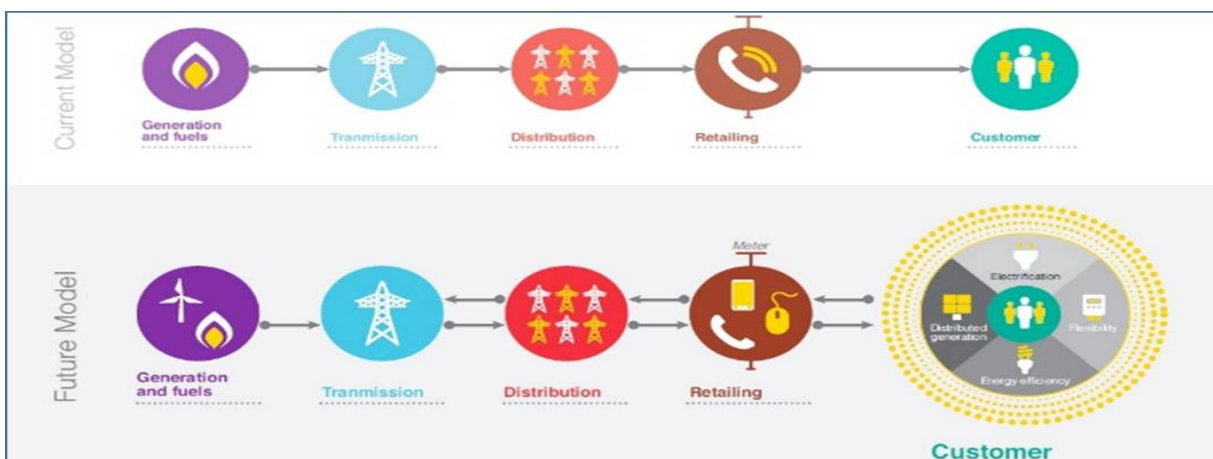 Current Model
Generation
and fuels
Tranmission
Distribution
Retailing
Customer
Future Model
Generation
and fuels
Tranmission
Distribution
Meter
Retailing
Electrification
Distributed
generation
Flexibility
Energy efficiency
Customer